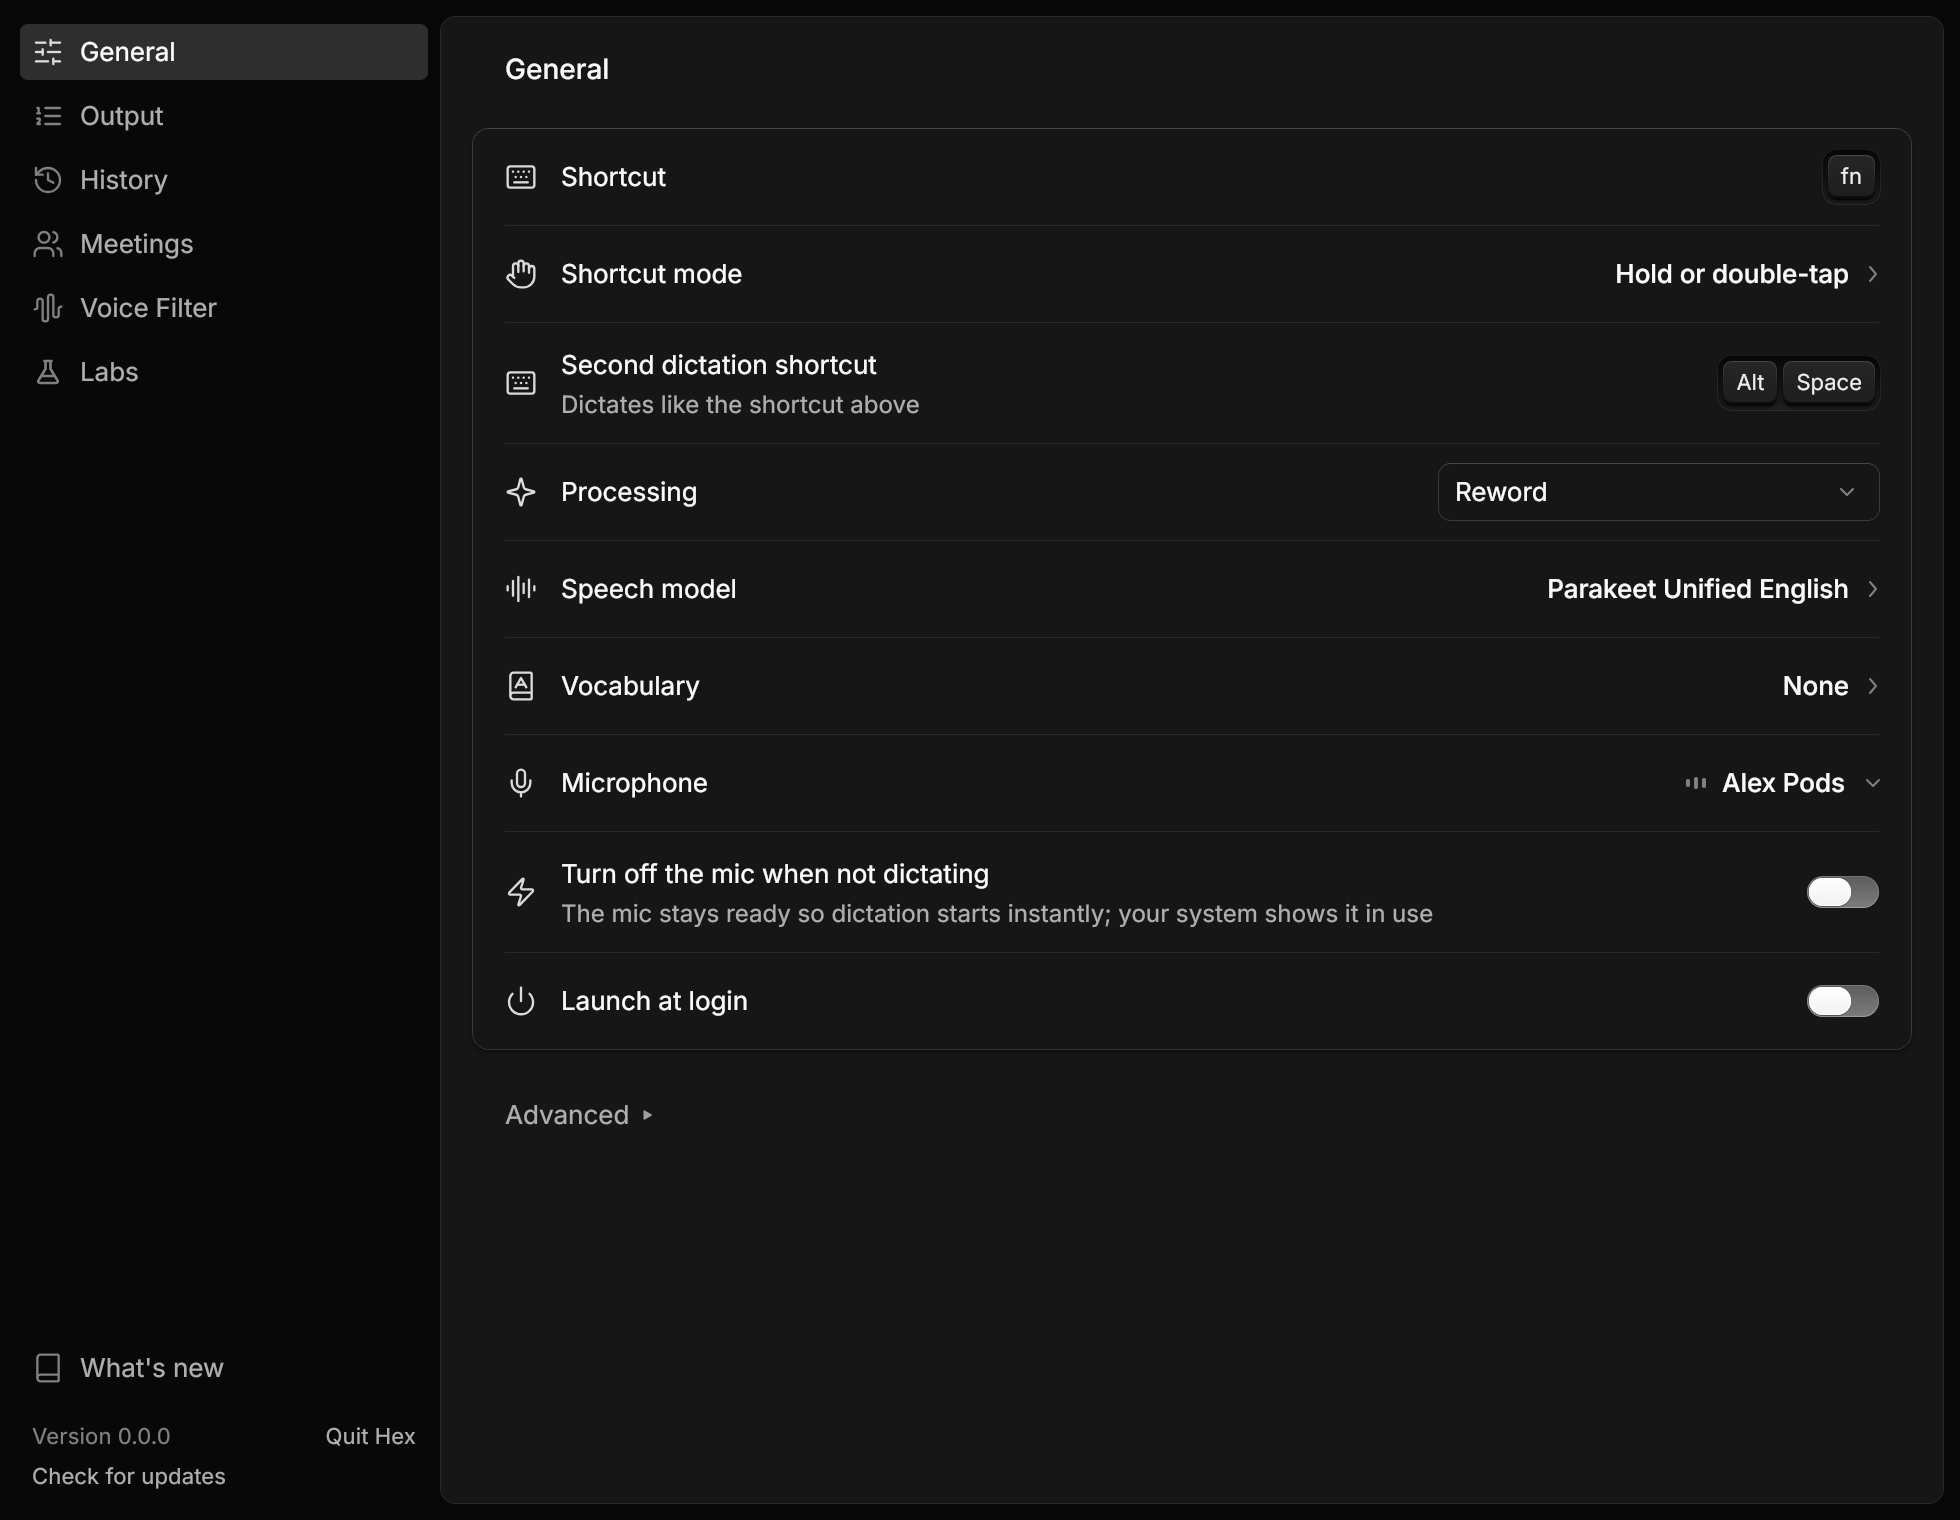 General
Output
History
Meetings
Voice Filter
Labs
What's new
Version 0.0.0
Quit Hex
Check for updates
General
Shortcut
fn
Shortcut mode
Hold or double-tap
Second dictation shortcut
Dictates like the shortcut above
Alt Space
Processing
Reword
Speech model
Parakeet Unified English
Vocabulary
None
Microphone
Alex Pods
Turn off the mic when not dictating
The mic stays ready so dictation starts instantly; your system shows it in use
Launch at login
Advanced